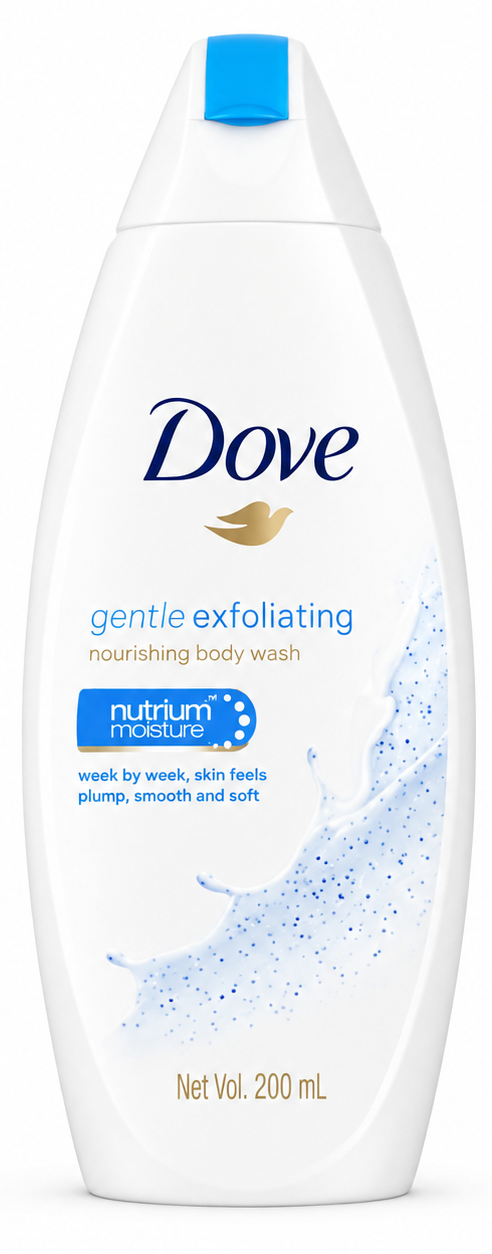 Dove
gentle exfoliating
nourishing body wash
nutrium™
moisture
week by week, skin feels
plump, smooth and soft
Net Vol. 200 mL